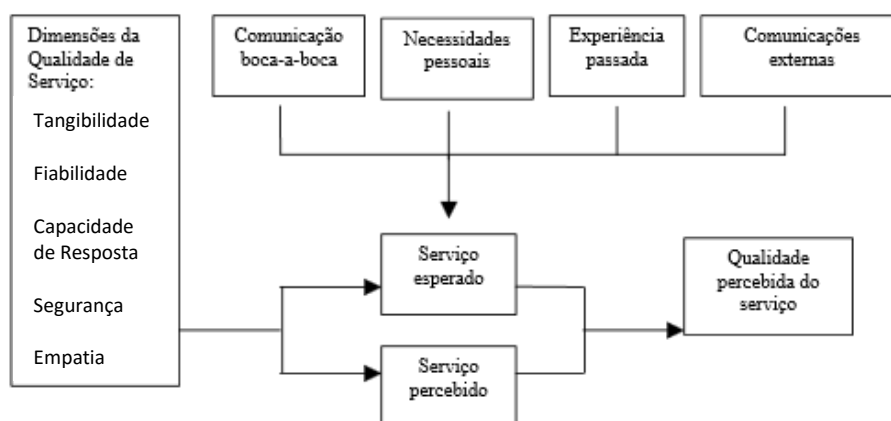 Dimensões da
Qualidade de
Serviço:
Tangibilidade
Fiabilidade
Capacidade
de Resposta
Segurança
Empatia
Comunicação
boca-a-boca
Necessidades
pessoais
Experiência
passada
Comunicações
externas
Serviço
esperado
Serviço
percebido
Qualidade
percebida do
serviço